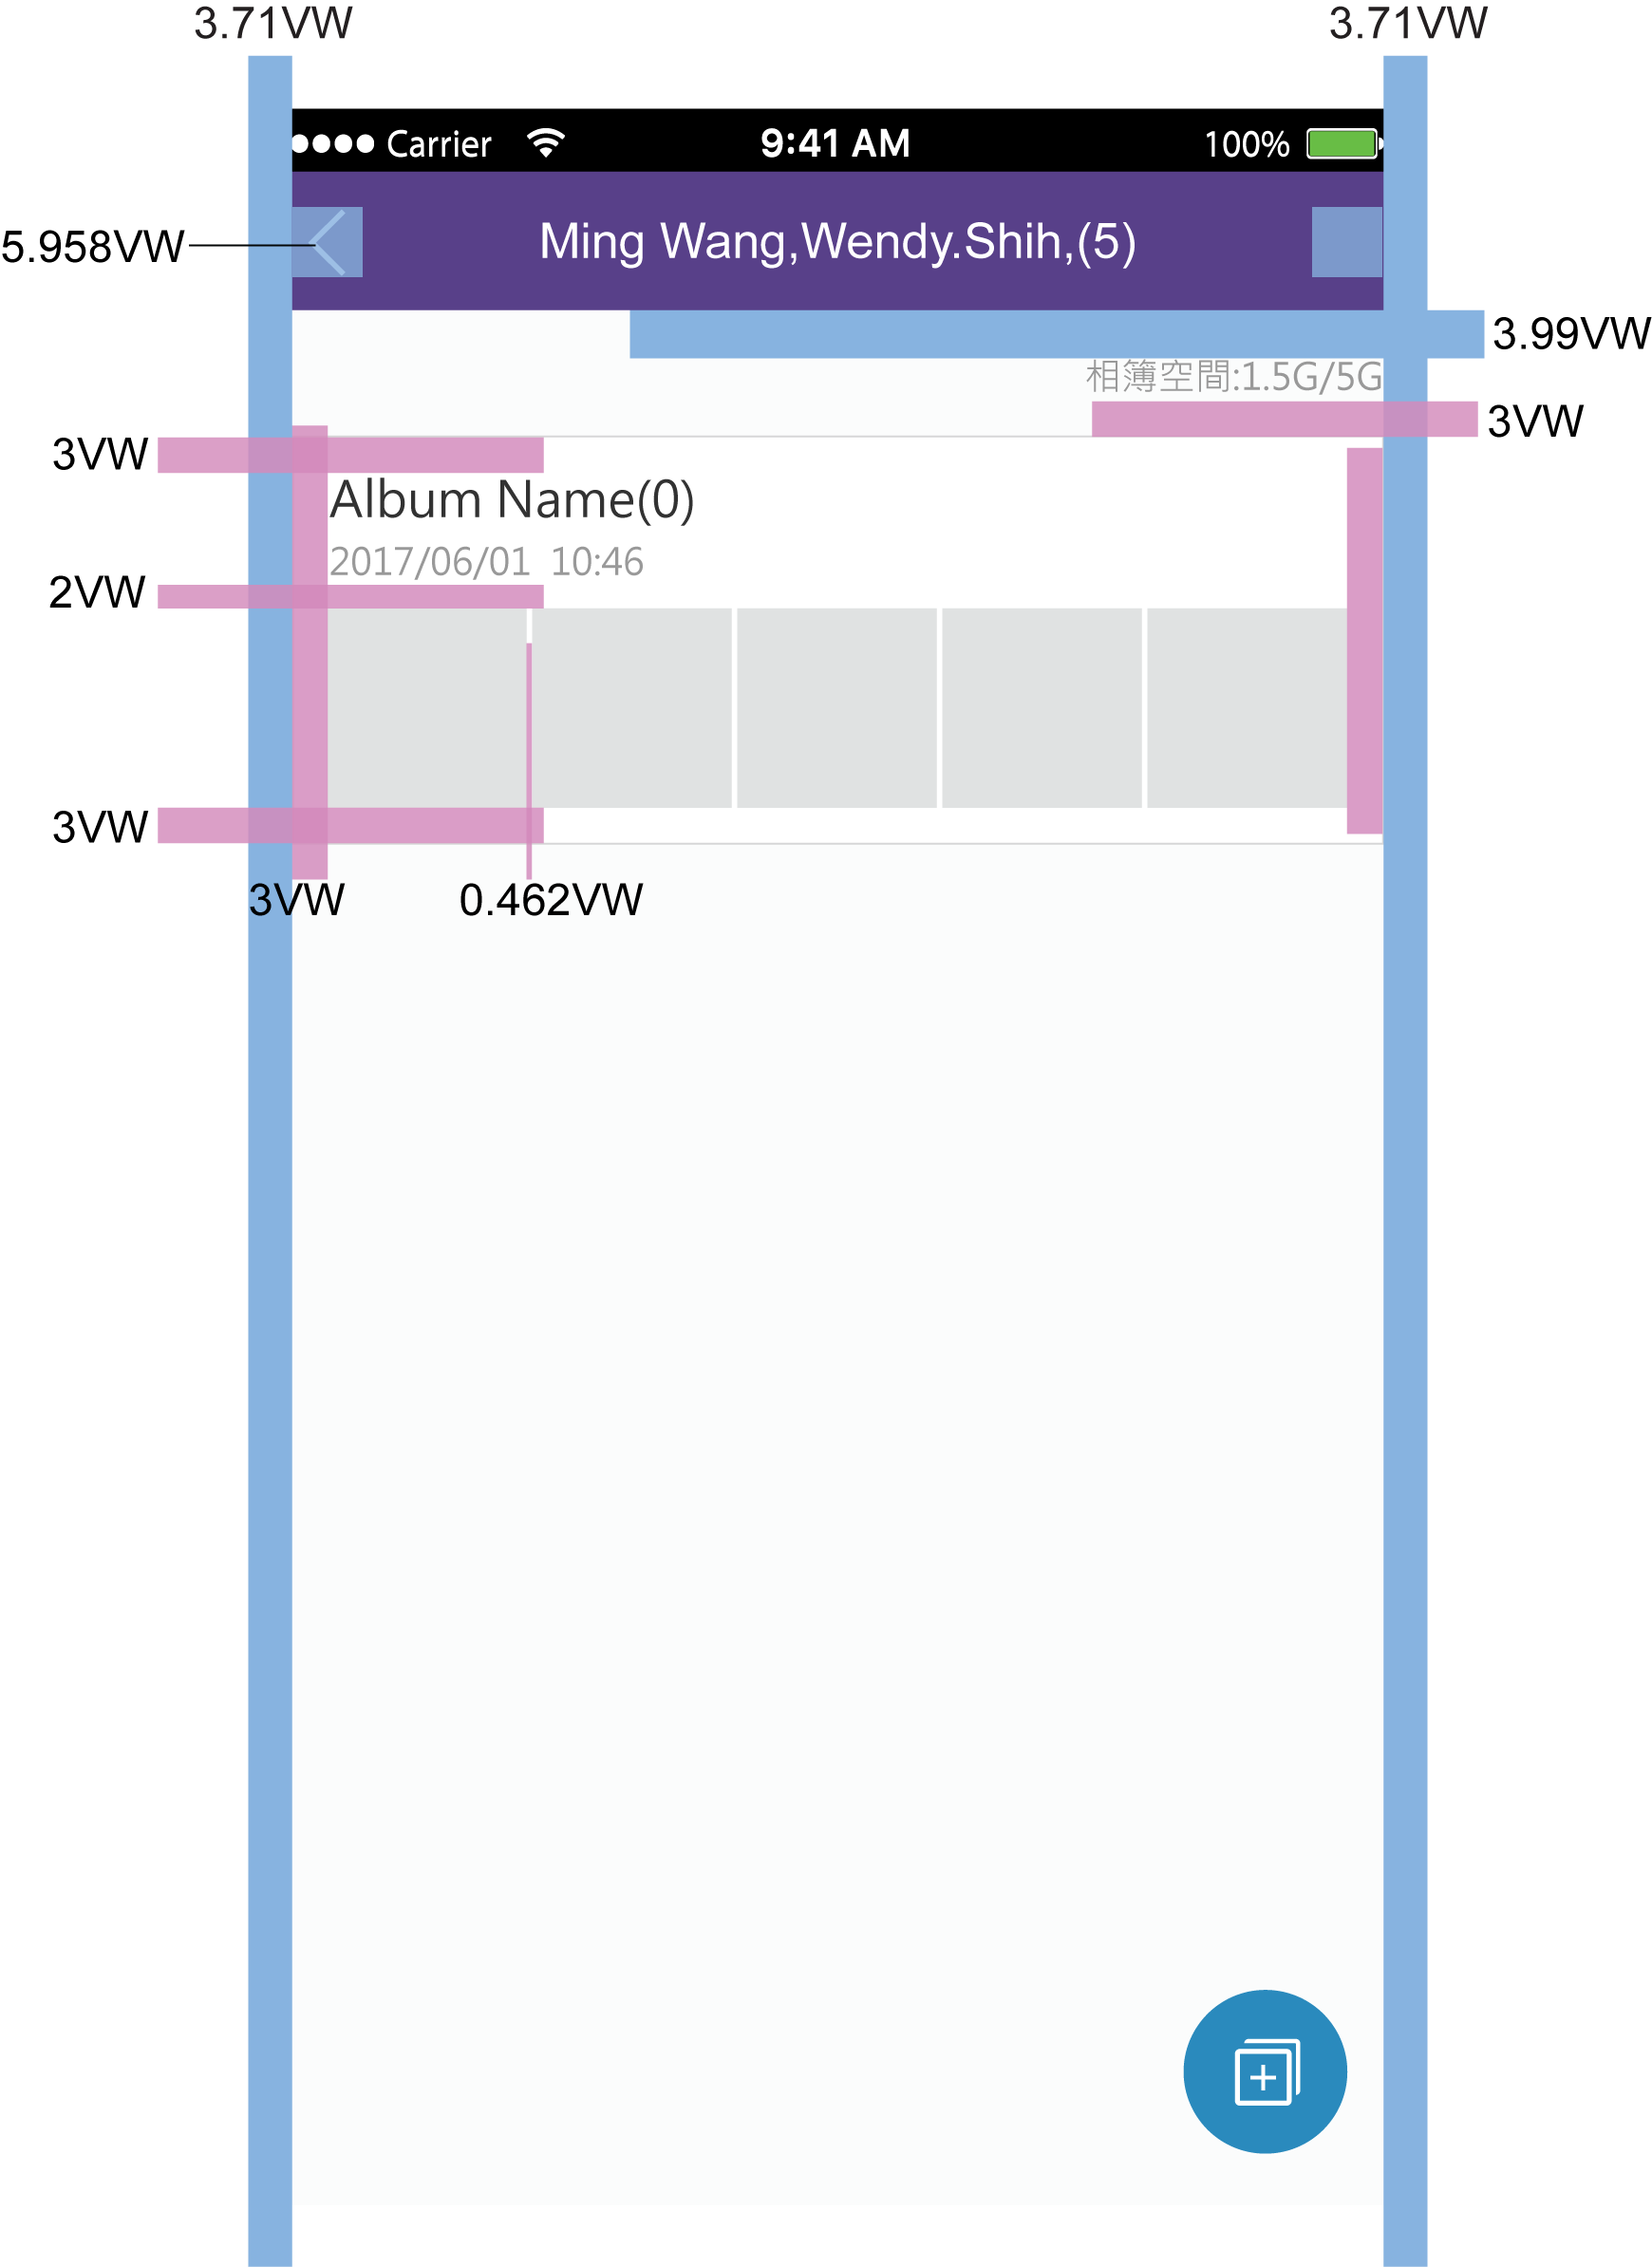 3.71VW 3.71VW
Carrier 9:41 AM 100%
5.958VW Ming Wang,Wendy.Shih,(5)
3.99VW
相簿空間:1.5G/5G
3VW
3VW
Album Name(0)
2017/06/01 10:46
2VW
3VW
3VW 0.462VW